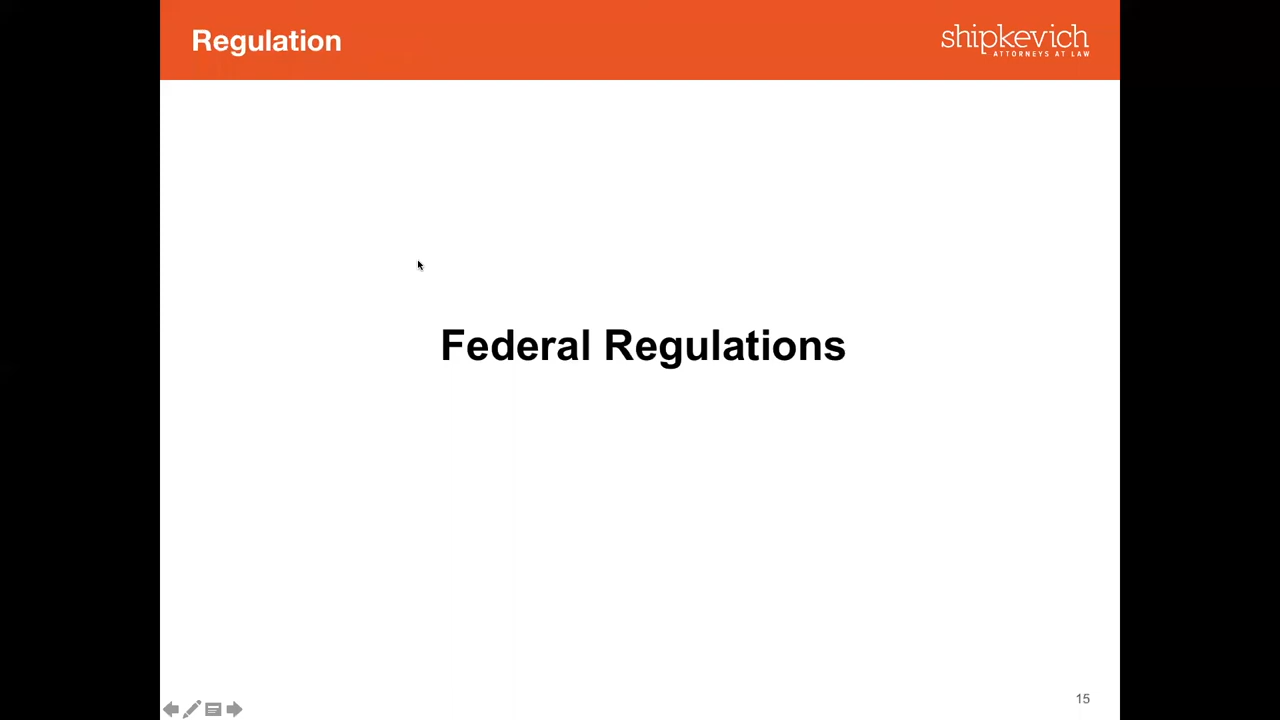 Regulation
shipkevich
ATTORNEYS AT LAW
Federal Regulations
15